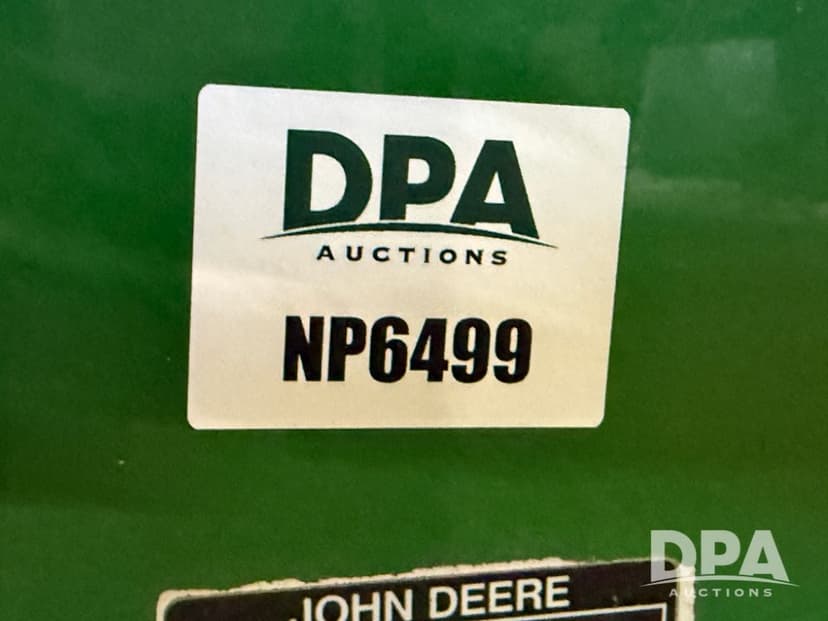 DPA
AUCTIONS
NP6499
JOHN DEERE
DPA
AUCTIONS